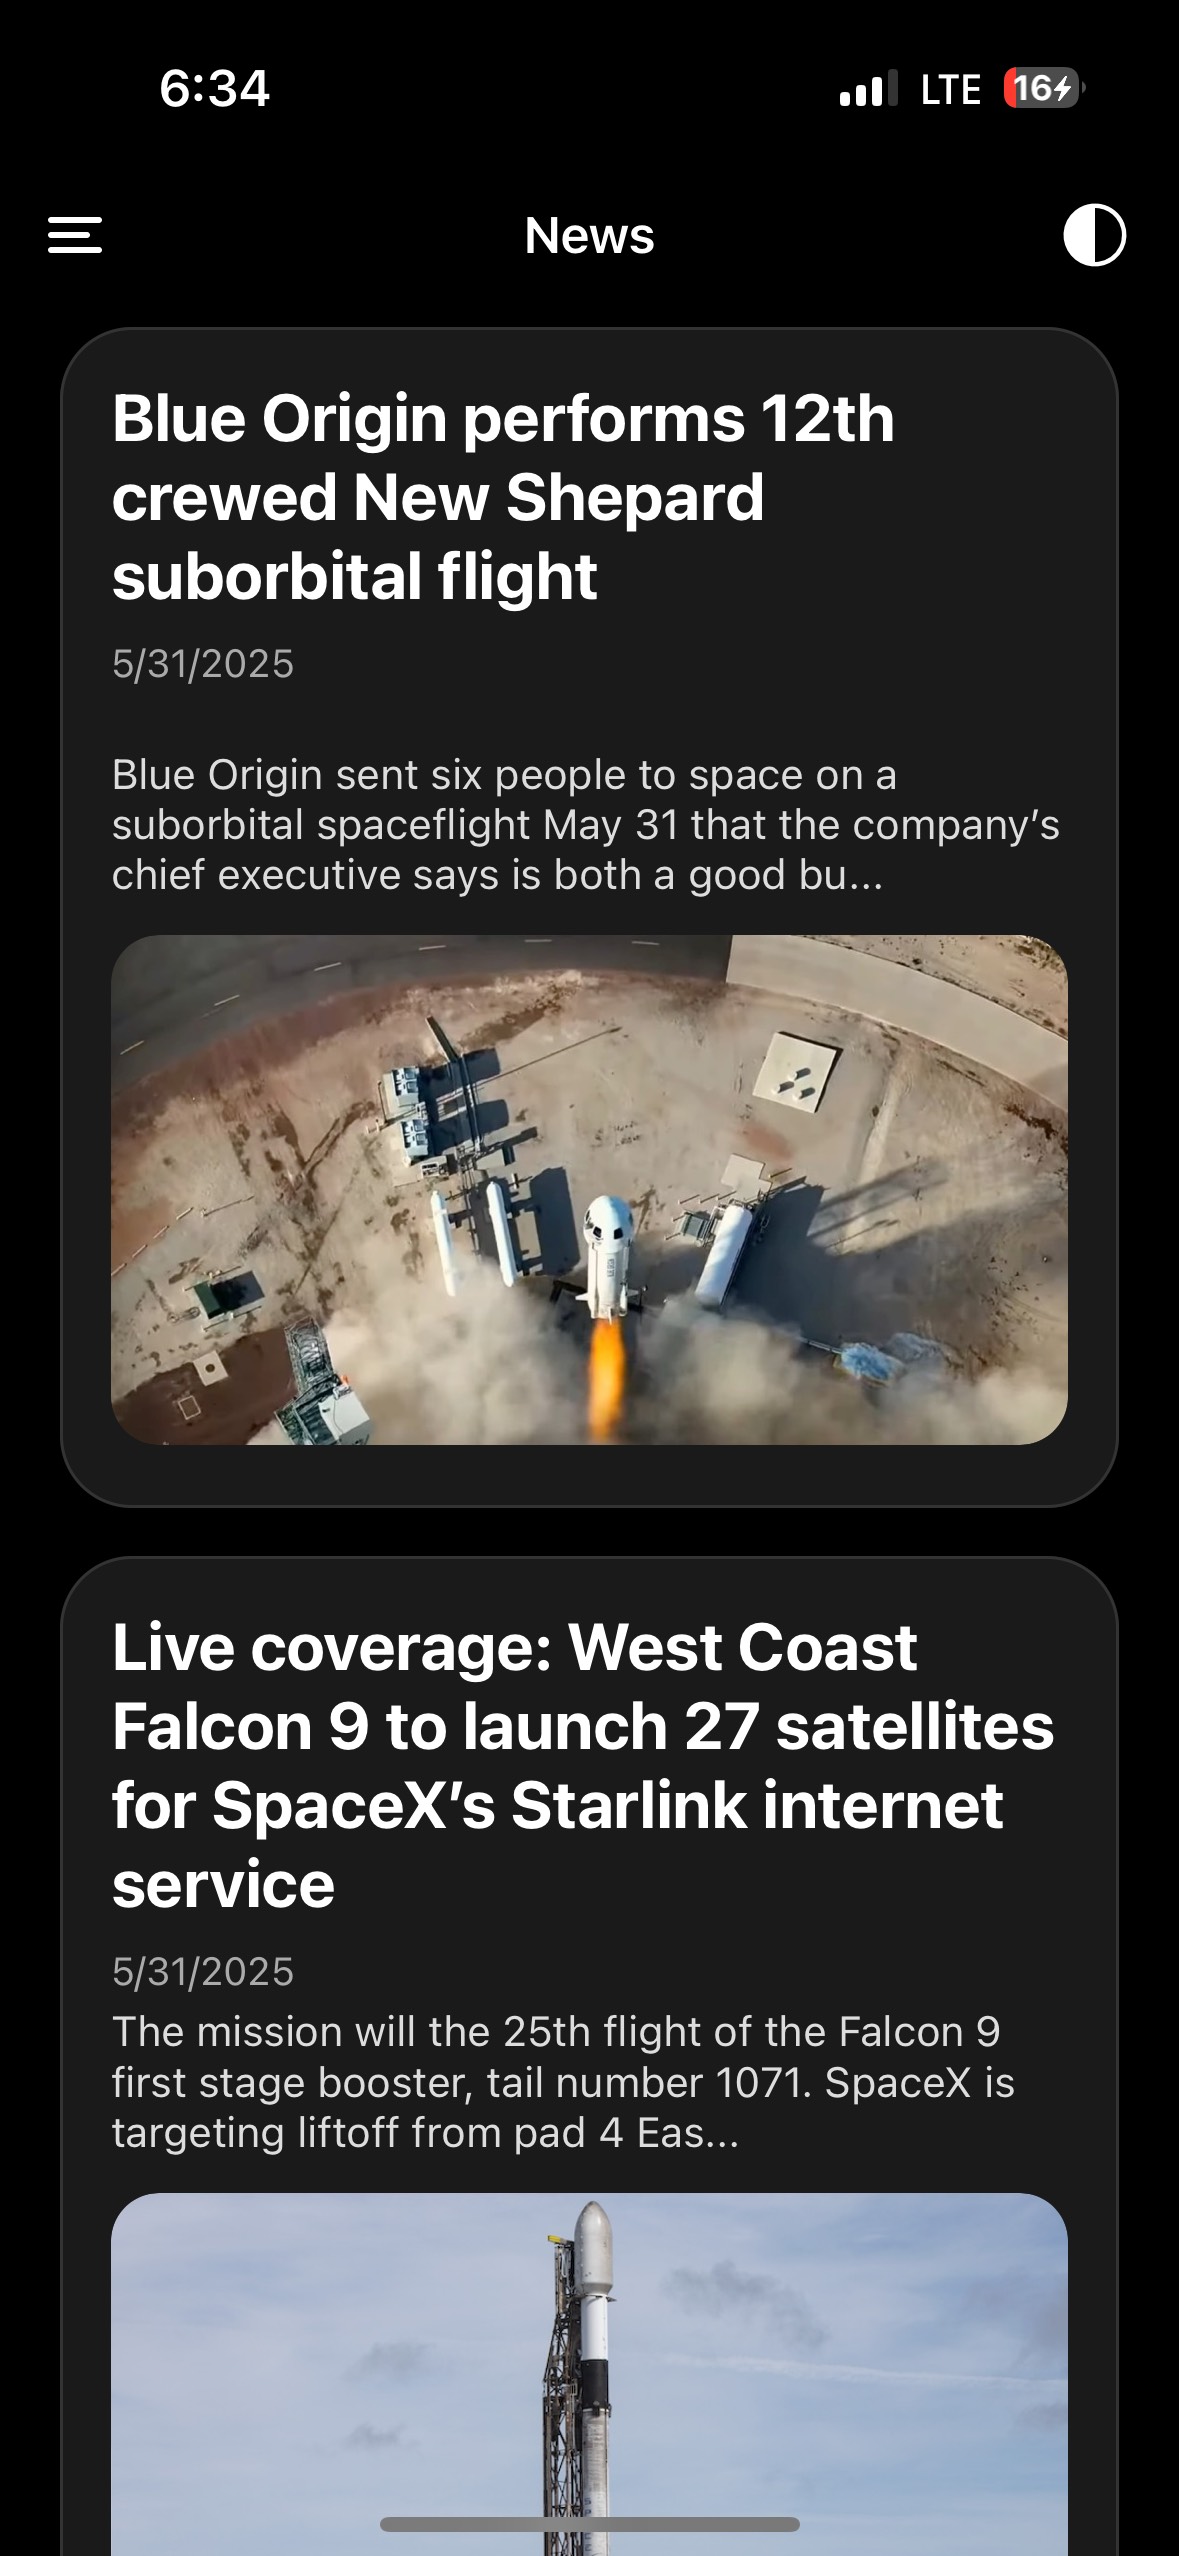 6:34
LTE
16
News
Blue Origin performs 12th
crewed New Shepard
suborbital flight
5/31/2025
Blue Origin sent six people to space on a
suborbital spaceflight May 31 that the company’s
chief executive says is both a good bu...
Live coverage: West Coast
Falcon 9 to launch 27 satellites
for SpaceX’s Starlink internet
service
5/31/2025
The mission will the 25th flight of the Falcon 9
first stage booster, tail number 1071. SpaceX is
targeting liftoff from pad 4 Eas...